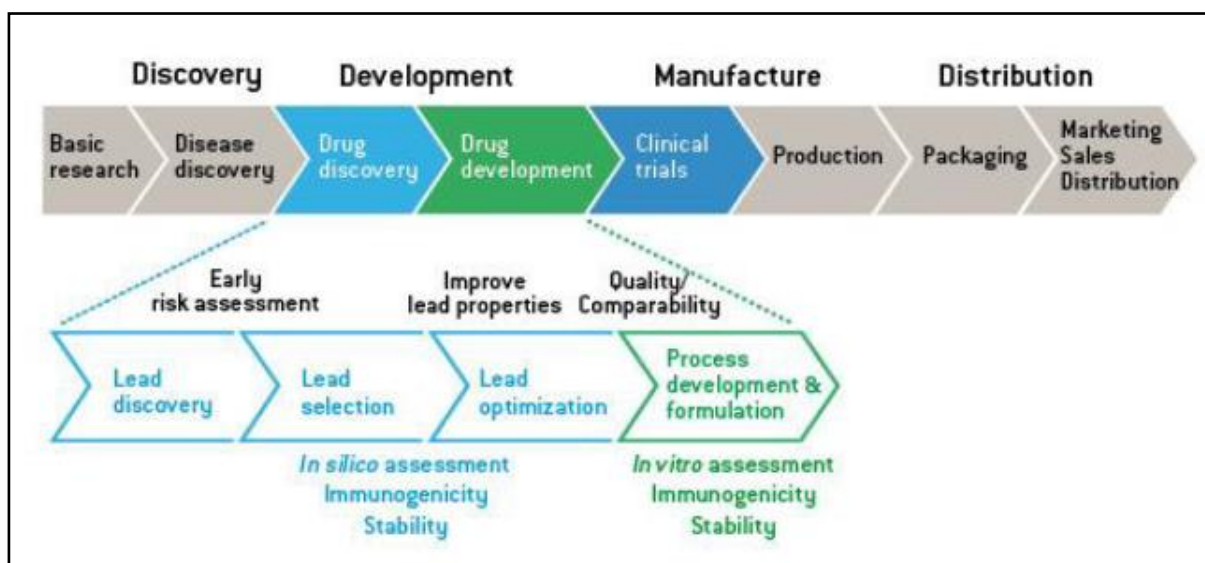 Discovery Development Manufacture Distribution
Basic
research
Disease
discovery
Drug
discovery
Drug
development
Clinical
trials
Production
Packaging
Marketing
Sales
Distribution
Early
risk assessment
Improve
lead properties
Quality/
Comparability
Lead
discovery
Lead
selection
Lead
optimization
Process
development &
formulation
In silico assessment
Immunogenicity
Stability
In vitro assessment
Immunogenicity
Stability